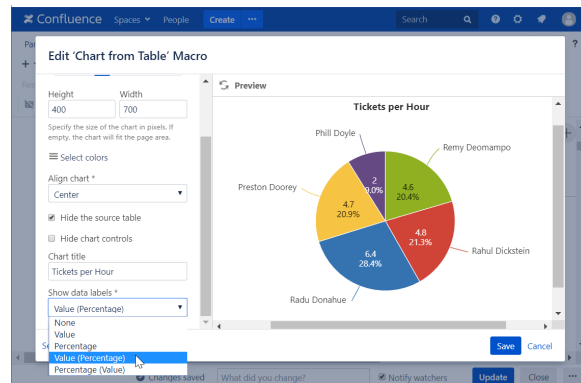 Confluence Spaces People Create ••• Search
Edit 'Chart from Table' Macro
Height Width
400 700
Specify the size of the chart in pixels. If
empty, the chart will fit the page area.
Select colors
Align chart *
Center
Hide the source table
Hide chart controls
Chart title
Tickets per Hour
Show data labels *
Value (Percentage)
None
Value
Percentage
Value (Percentage)
Percentage (Value)
Preview
Tickets per Hour
Phill Doyle
Remy Deomampo
2
9.0%
4.6
20.4%
Preston Doorey
4.7
20.9%
4.8
21.3%
Rahul Dickstein
6.4
28.4%
Radu Donahue
Save Cancel
Changes saved What did you change? Notify watchers Update Close •••